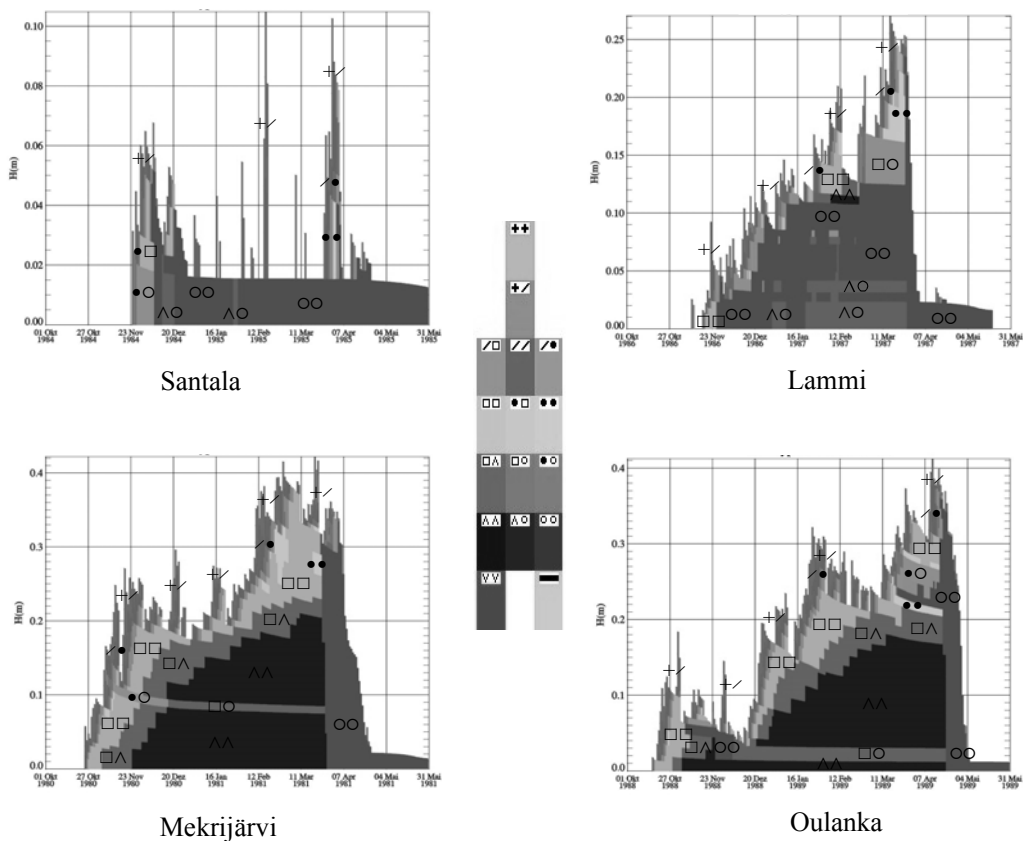 0.10
0.08
0.06
0.04
0.02
0.00
H(m)
01 Okt 27 Okt 23 Nov 20 Dez 16 Jan 12 Feb 11 Mar 07 Apr 04 Mai 31 Mai
1984 1984 1984 1984 1985 1985 1985 1985 1985 1985
Santala
0.25
0.20
0.15
0.10
0.05
0.00
H(m)
01 Okt 27 Okt 23 Nov 20 Dez 16 Jan 12 Feb 11 Mar 07 Apr 04 Mai 31 Mai
1986 1986 1986 1986 1987 1987 1987 1987 1987 1987
Lammi
0.4
0.3
0.2
0.1
0.0
H(m)
01 Okt 27 Okt 23 Nov 20 Dez 16 Jan 12 Feb 11 Mar 07 Apr 04 Mai 31 Mai
1980 1980 1980 1980 1981 1981 1981 1981 1981 1981
Mekrijärvi
0.4
0.3
0.2
0.1
0.0
H(m)
01 Okt 27 Okt 23 Nov 20 Dez 16 Jan 12 Feb 11 Mar 07 Apr 04 Mai 31 Mai
1988 1988 1988 1988 1989 1989 1989 1989 1989 1989
Oulanka